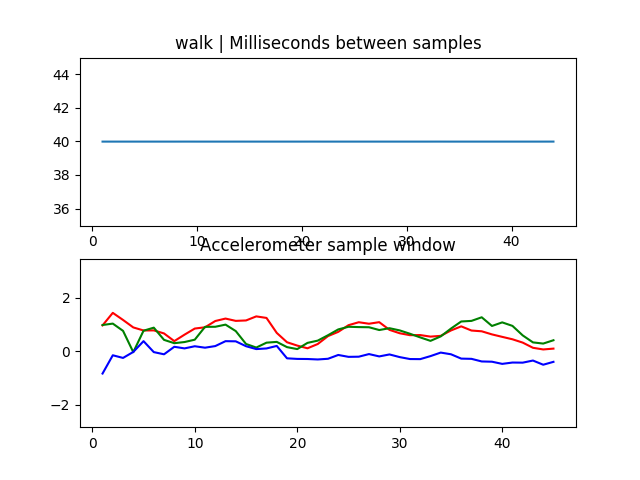 walk | Milliseconds between samples
44
42
40
38
36
0 10 20 30 40
Accelerometer sample window
2
0
−2
0 10 20 30 40